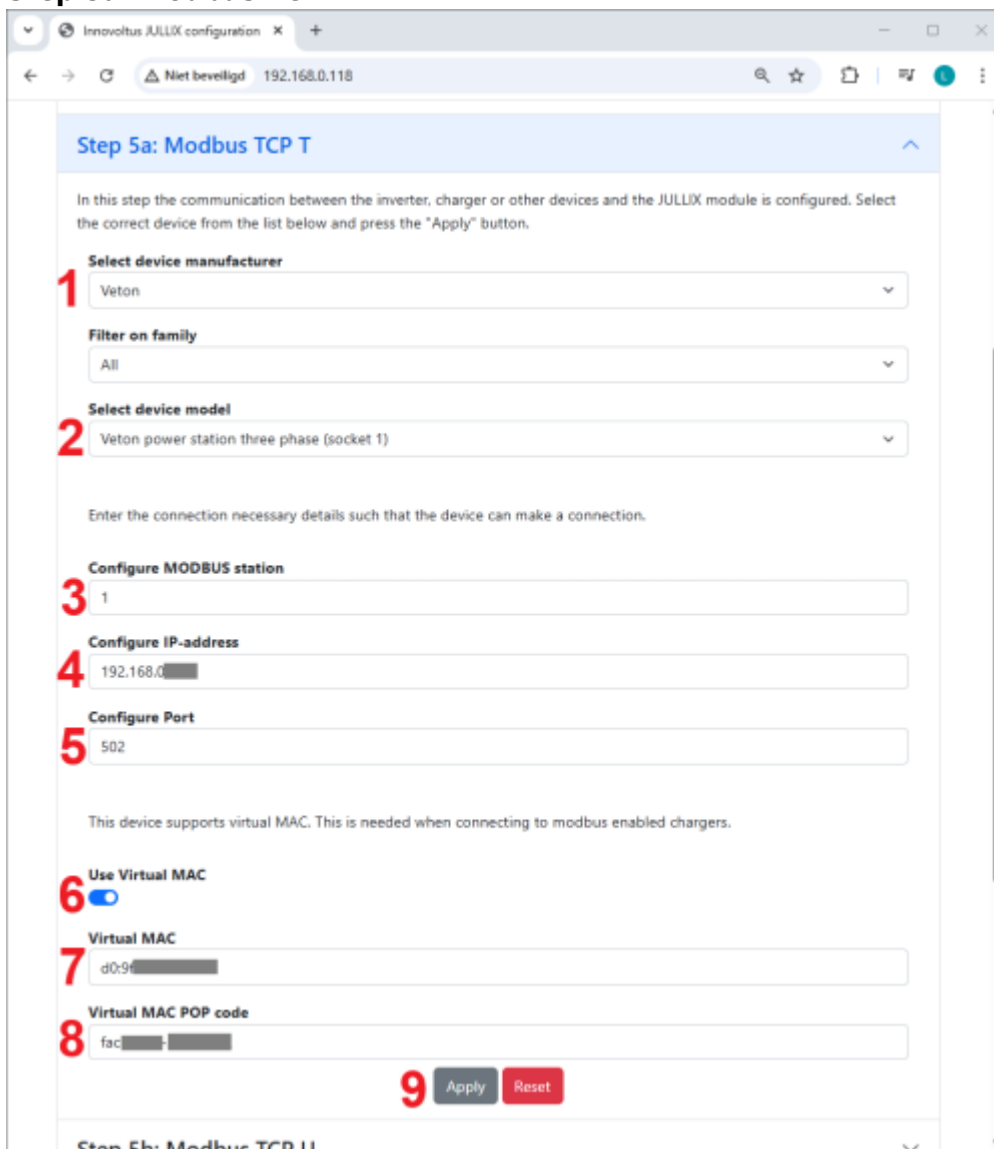 Innovoltus JULLIX configuration
Niet beveiligd 192.168.0.118
Step 5a: Modbus TCP T
In this step the communication between the inverter, charger or other devices and the JULLIX module is configured. Select
the correct device from the list below and press the "Apply" button.
Select device manufacturer
1 Veton
Filter on family
All
Select device model
2 Veton power station three phase (socket 1)
Enter the connection necessary details such that the device can make a connection.
Configure MODBUS station
3 1
Configure IP-address
4 192.168.0
Configure Port
5 502
This device supports virtual MAC. This is needed when connecting to modbus enabled chargers.
Use Virtual MAC
6
Virtual MAC
7 d0:9f
Virtual MAC POP code
8 fac -
9 Apply Reset
Step 5b: Modbus TCP U